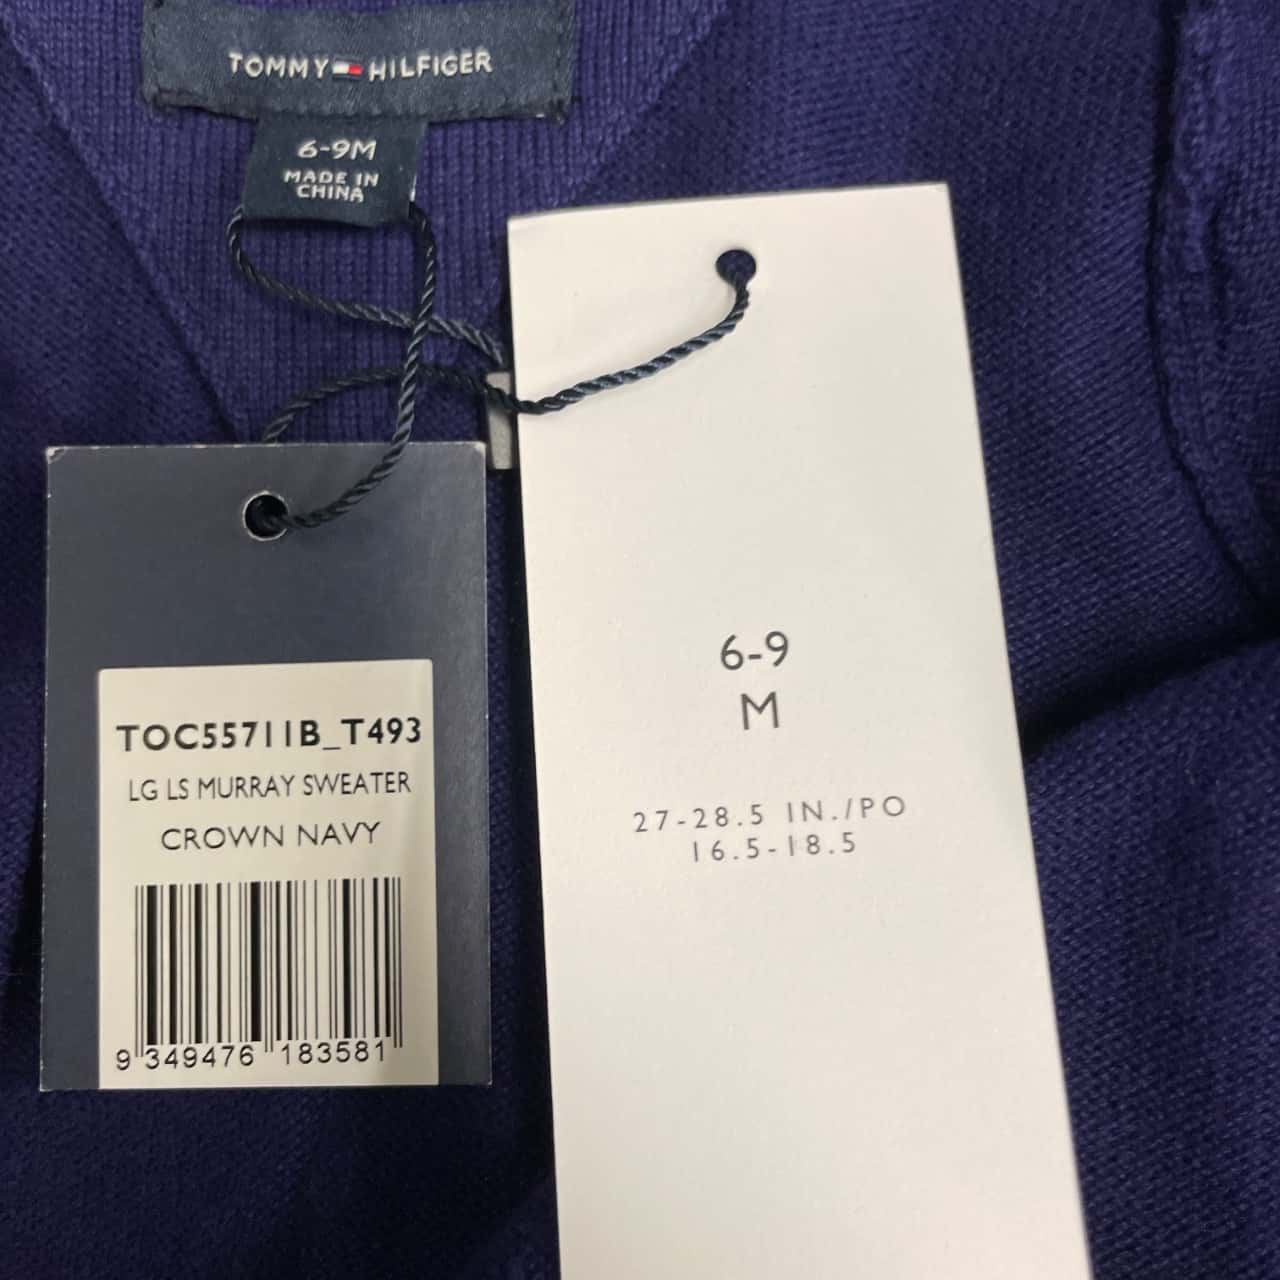 TOMMY HILFIGER
6-9M
MADE IN
CHINA
TOC55711B_T493
LG LS MURRAY SWEATER
CROWN NAVY
9 349476 183581
6-9
M
27-28.5 IN./PO
16.5-18.5